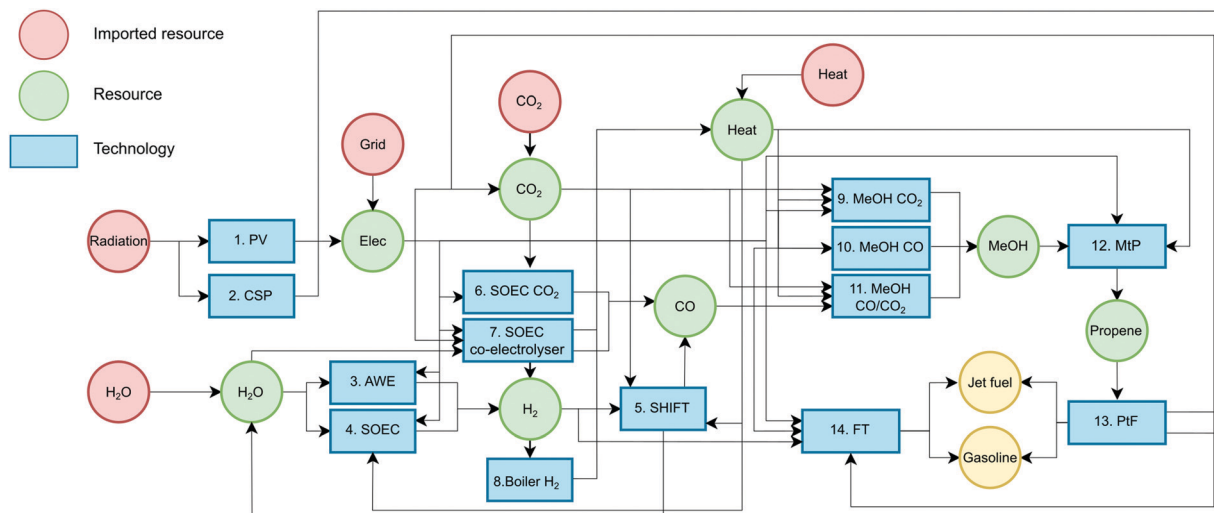 Imported resource
Resource
Technology
Heat
CO₂
Heat
Grid
CO₂
9. MeOH CO₂
Radiation
1. PV
Elec
10. MeOH CO
MeOH
12. MtP
2. CSP
6. SOEC CO₂
CO
11. MeOH
CO/CO₂
7. SOEC
co-electrolyser
Propene
H₂O
H₂O
3. AWE
H₂
5. SHIFT
Jet fuel
4. SOEC
14. FT
13. PtF
Gasoline
8.Boiler H₂